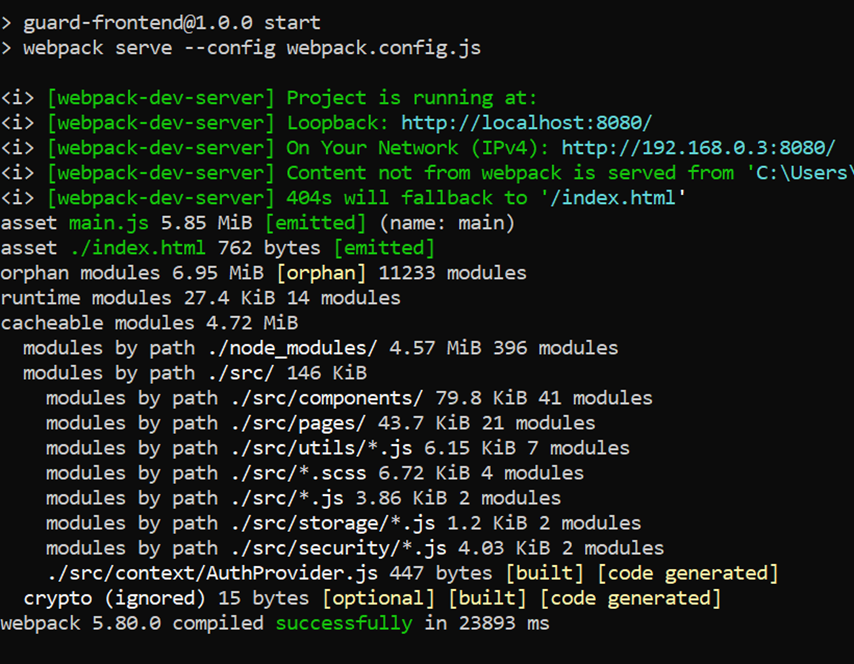 > guard-frontend@1.0.0 start
> webpack serve --config webpack.config.js
<i> [webpack-dev-server] Project is running at:
<i> [webpack-dev-server] Loopback: http://localhost:8080/
<i> [webpack-dev-server] On Your Network (IPv4): http://192.168.0.3:8080/
<i> [webpack-dev-server] Content not from webpack is served from 'C:\Users\
<i> [webpack-dev-server] 404s will fallback to '/index.html'
asset main.js 5.85 MiB [emitted] (name: main)
asset ./index.html 762 bytes [emitted]
orphan modules 6.95 MiB [orphan] 11233 modules
runtime modules 27.4 KiB 14 modules
cacheable modules 4.72 MiB
  modules by path ./node_modules/ 4.57 MiB 396 modules
  modules by path ./src/ 146 KiB
    modules by path ./src/components/ 79.8 KiB 41 modules
    modules by path ./src/pages/ 43.7 KiB 21 modules
    modules by path ./src/utils/*.js 6.15 KiB 7 modules
    modules by path ./src/*.scss 6.72 KiB 4 modules
    modules by path ./src/*.js 3.86 KiB 2 modules
    modules by path ./src/storage/*.js 1.2 KiB 2 modules
    modules by path ./src/security/*.js 4.03 KiB 2 modules
    ./src/context/AuthProvider.js 447 bytes [built] [code generated]
  crypto (ignored) 15 bytes [optional] [built] [code generated]
webpack 5.80.0 compiled successfully in 23893 ms